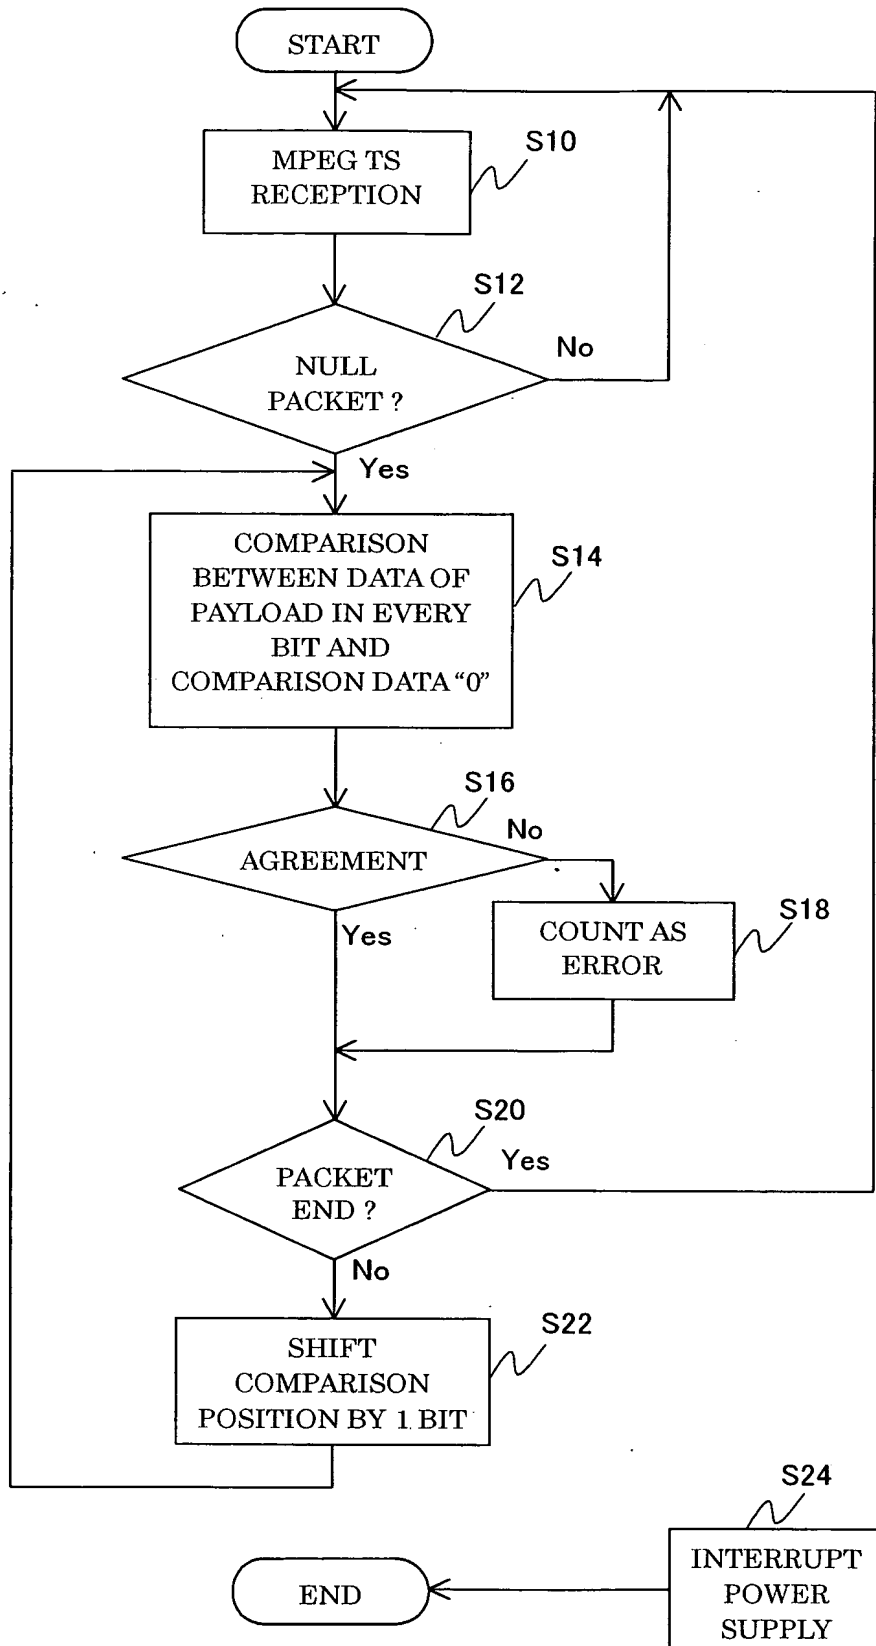 START
MPEG TS
RECEPTION
S10
S12
NULL
PACKET ?
No
Yes
COMPARISON
BETWEEN DATA OF
PAYLOAD IN EVERY
BIT AND
COMPARISON DATA “0”
S14
S16
AGREEMENT
No
Yes
COUNT AS
ERROR
S18
S20
PACKET
END ?
Yes
No
SHIFT
COMPARISON
POSITION BY 1 BIT
S22
S24
INTERRUPT
POWER
SUPPLY
END